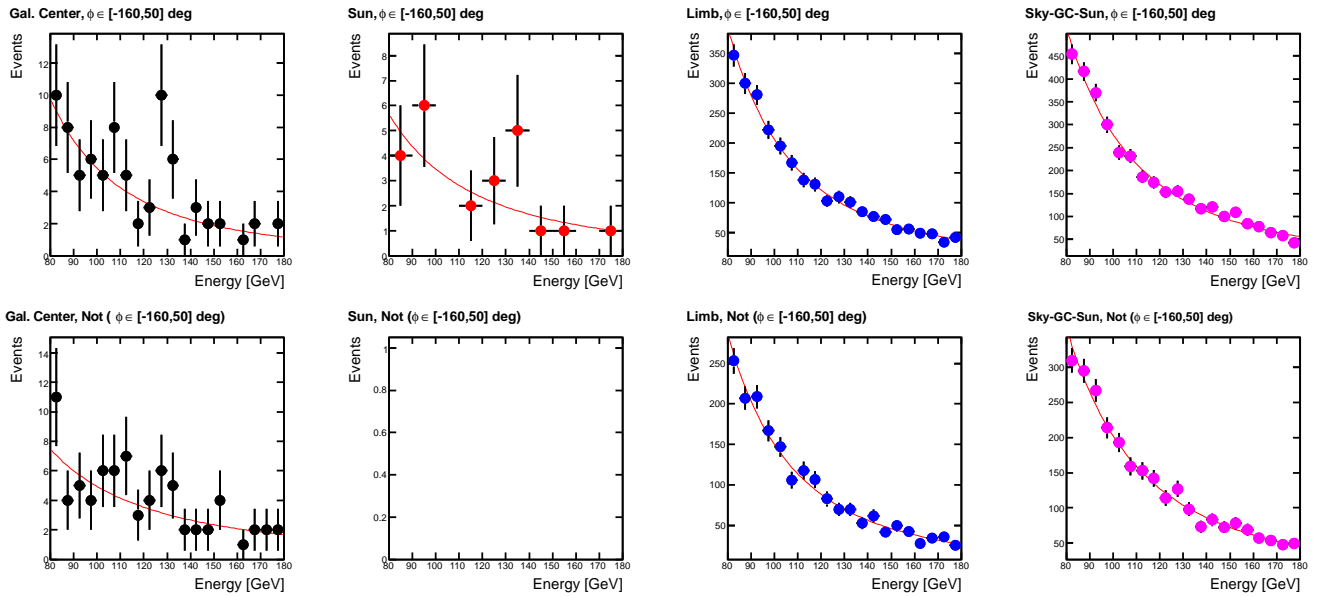 Gal. Center, ϕ ∈ [-160,50] deg
Events
12
10
8
6
4
2
0
80 90 100 110 120 130 140 150 160 170 180
Energy [GeV]
Sun, ϕ ∈ [-160,50] deg
Events
8
7
6
5
4
3
2
1
0
80 90 100 110 120 130 140 150 160 170 180
Energy [GeV]
Limb, ϕ ∈ [-160,50] deg
Events
350
300
250
200
150
100
50
80 90 100 110 120 130 140 150 160 170 180
Energy [GeV]
Sky-GC-Sun, ϕ ∈ [-160,50] deg
Events
450
400
350
300
250
200
150
100
50
80 90 100 110 120 130 140 150 160 170 180
Energy [GeV]
Gal. Center, Not ( ϕ ∈ [-160,50] deg)
Events
14
12
10
8
6
4
2
0
80 90 100 110 120 130 140 150 160 170 180
Energy [GeV]
Sun, Not (ϕ ∈ [-160,50] deg)
Events
1
0.8
0.6
0.4
0.2
0
80 90 100 110 120 130 140 150 160 170 180
Energy [GeV]
Limb, Not (ϕ ∈ [-160,50] deg)
Events
250
200
150
100
50
80 90 100 110 120 130 140 150 160 170 180
Energy [GeV]
Sky-GC-Sun, Not (ϕ ∈ [-160,50] deg)
Events
300
250
200
150
100
50
80 90 100 110 120 130 140 150 160 170 180
Energy [GeV]